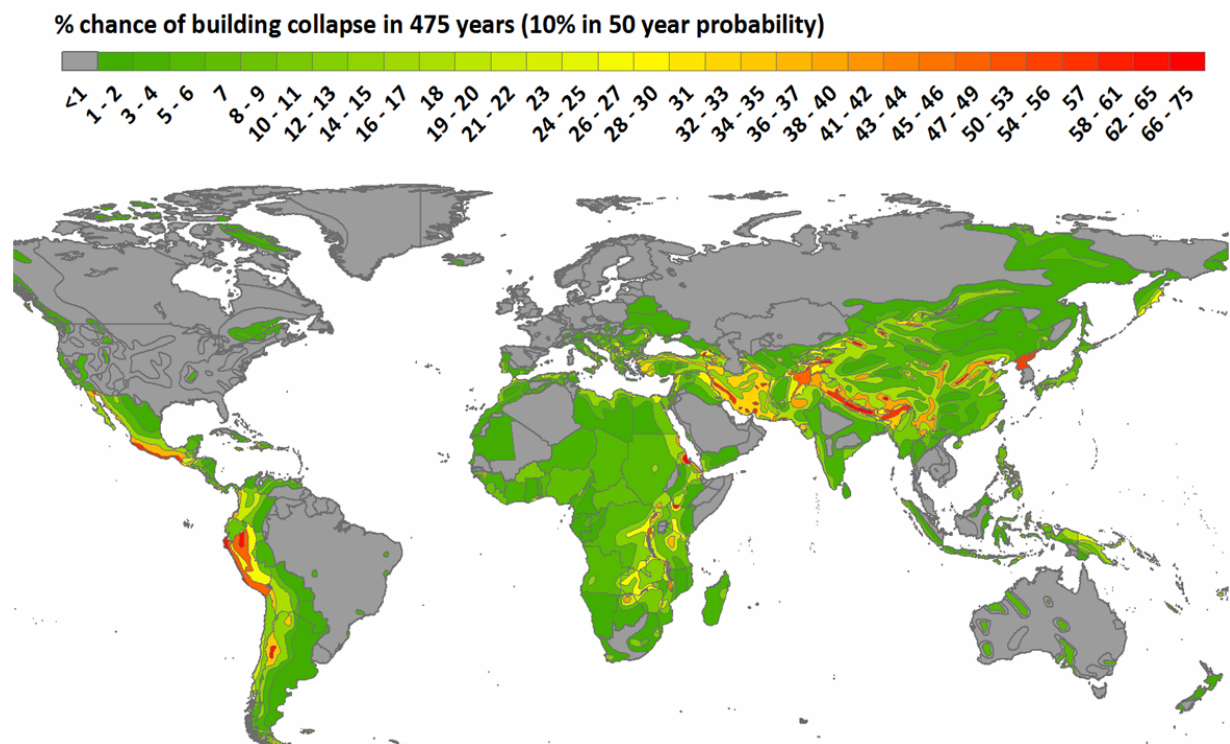 % chance of building collapse in 475 years (10% in 50 year probability)
<1
1 - 2
3 - 4
5 - 6
7
8 - 9
10 - 11
12 - 13
14 - 15
16 - 17
18
19 - 20
21 - 22
23
24 - 25
26 - 27
28 - 30
31
32 - 33
34 - 35
36 - 37
38 - 40
41 - 42
43 - 44
45 - 46
47 - 49
50 - 53
54 - 56
57
58 - 61
62 - 65
66 - 75